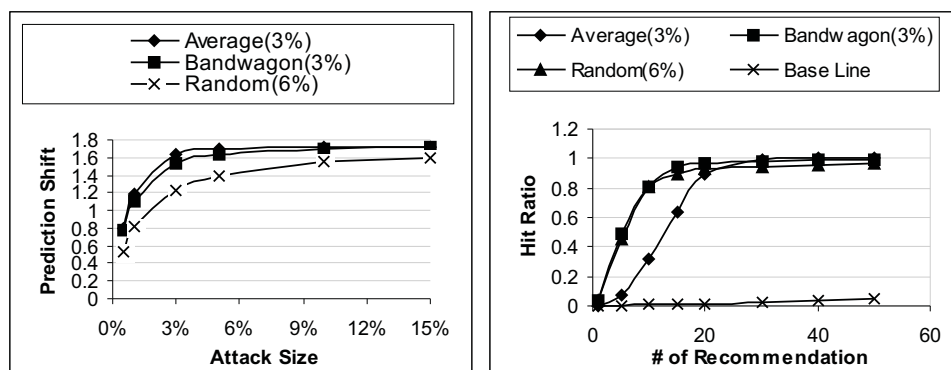 Average(3%)
Bandwagon(3%)
Random(6%)
Prediction Shift
1.8
1.6
1.4
1.2
1
0.8
0.6
0.4
0.2
0
0% 3% 6% 9% 12% 15%
Attack Size
Average(3%) Bandwagon(3%)
Random(6%) Base Line
Hit Ratio
1.2
1
0.8
0.6
0.4
0.2
0
0 20 40 60
# of Recommendation